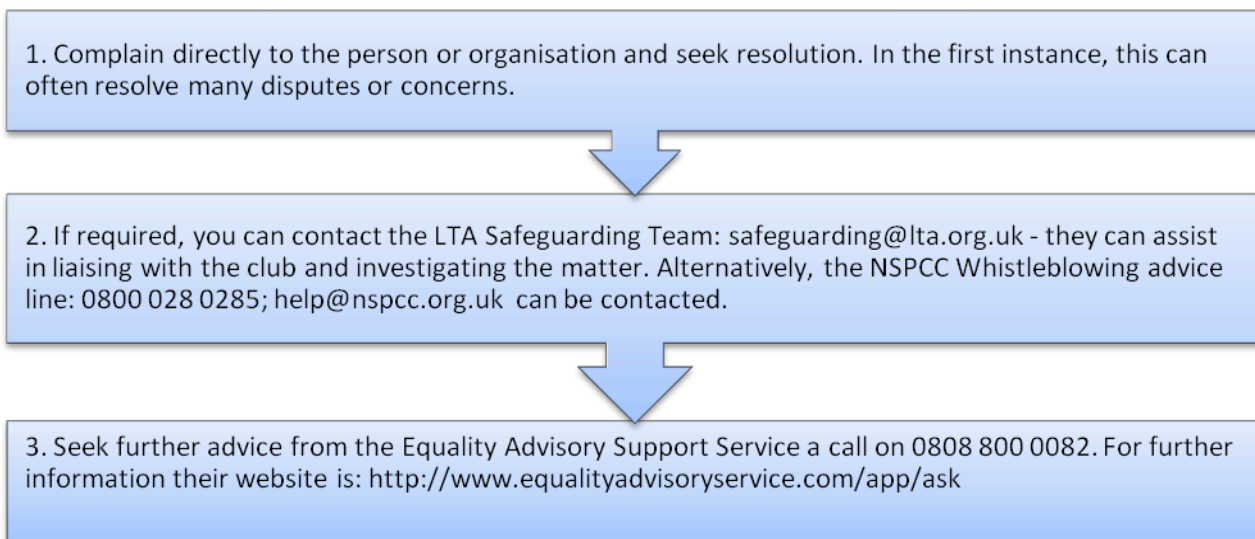 1. Complain directly to the person or organisation and seek resolution. In the first instance, this can
often resolve many disputes or concerns.
2. If required, you can contact the LTA Safeguarding Team: safeguarding@lta.org.uk - they can assist
in liaising with the club and investigating the matter. Alternatively, the NSPCC Whistleblowing advice
line: 0800 028 0285; help@nspcc.org.uk can be contacted.
3. Seek further advice from the Equality Advisory Support Service a call on 0808 800 0082. For further
information their website is: http://www.equalityadvisoryservice.com/app/ask